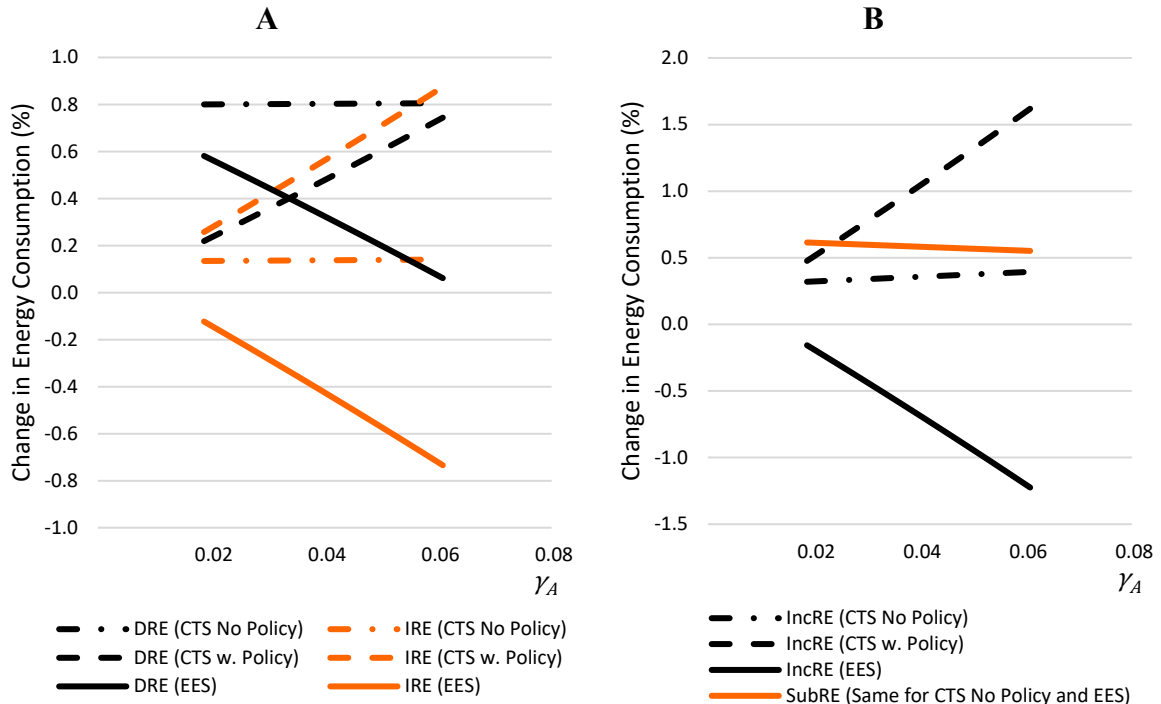 A
Change in Energy Consumption (%)
1.0
0.8
0.6
0.4
0.2
0.0
-0.2
-0.4
-0.6
-0.8
-1.0
0.02 0.04 0.06 0.08
γA
DRE (CTS No Policy) IRE (CTS No Policy)
DRE (CTS w. Policy) IRE (CTS w. Policy)
DRE (EES) IRE (EES)
B
Change in Energy Consumption (%)
2.0
1.5
1.0
0.5
0.0
-0.5
-1.0
-1.5
0.02 0.04 0.06 0.08
γA
IncRE (CTS No Policy)
IncRE (CTS w. Policy)
IncRE (EES)
SubRE (Same for CTS No Policy and EES)